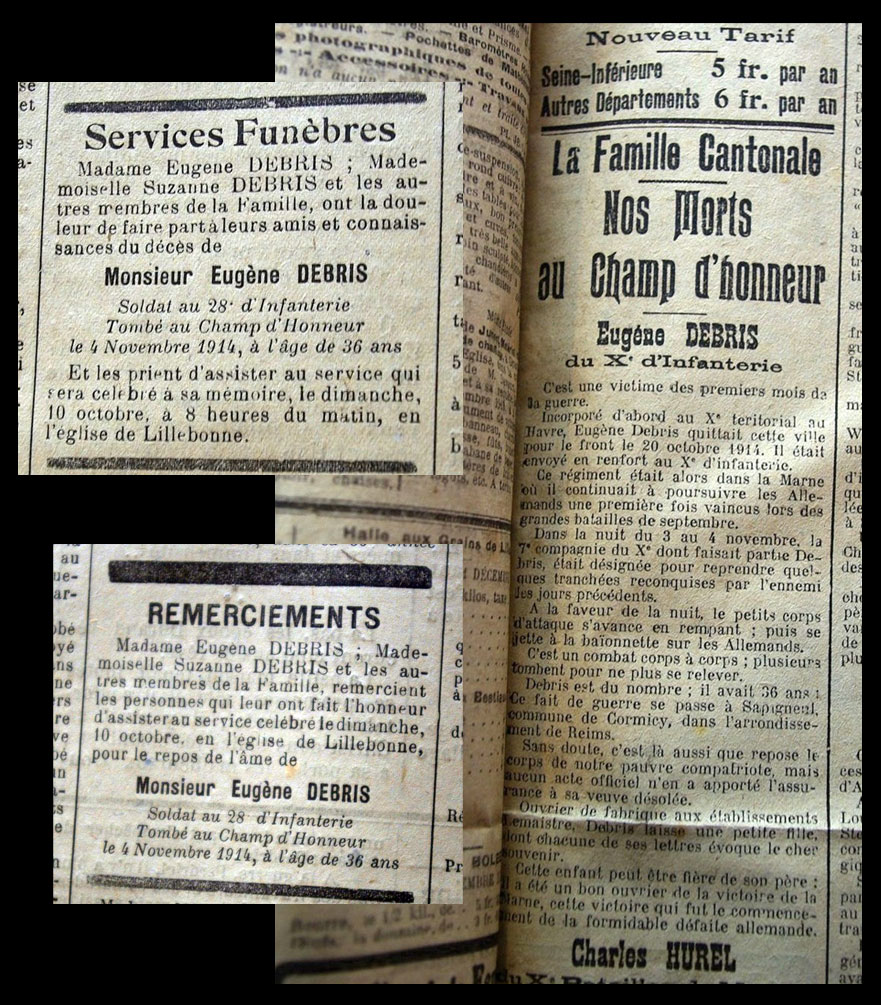 Services Funèbres
Madame Eugène DEBRIS ; Made-
moiselle Suzanne DEBRIS et les au-
tres membres de la Famille, ont la dou-
leur de faire part à leurs amis et connais-
sances du décès de
Monsieur Eugène DEBRIS
Soldat au 28e d'Infanterie
Tombé au Champ d'Honneur
le 4 Novembre 1914, à l'âge de 36 ans
Et les prient d'assister au service qui
sera célébré à sa mémoire, le dimanche,
10 octobre, à 8 heures du matin, en
l'église de Lillebonne.
REMERCIEMENTS
Madame Eugène DEBRIS ; Made-
moiselle Suzanne DEBRIS et les au-
tres membres de la Famille, remercient
les personnes qui leur ont fait l'honneur
d'assister au service célébré le dimanche,
10 octobre, en l'église de Lillebonne,
pour le repos de l'âme de
Monsieur Eugène DEBRIS
Soldat au 28e d'Infanterie
Tombé au Champ d'Honneur
le 4 Novembre 1914, à l'âge de 36 ans
Nouveau Tarif
Seine-Inférieure 5 fr. par an
Autres Départements 6 fr. par an
La Famille Cantonale
Nos Morts
au Champ d'honneur
Eugéne DEBRIS
du Xe d'Infanterie
C'est une victime des premiers mois de
la guerre.
Incorporé d'abord au Xe teritorial au
Havre, Eugène Debris quittait cette ville
pour le front le 20 octobre 1914. Il était
envoyé en renfort au Xe d'infanterie.
Ce régiment était alors dans la Marne
où il continuait à poursuivre les Alle-
mands une première fois vaincus lors des
grandes batailles de septembre.
Dans la nuit du 3 au 4 novembre, la
7e compagnie du Xe dont faisait partie De-
bris, était désignée pour reprendre quel-
ques tranchées reconquises par l'ennemi
les jours précédents.
A la faveur de la nuit, le petits corps
d'attaque s'avance en rempant ; puis se
jette à la baïonnette sur les Allemands.
C'est un combat corps à corps ; plusieurs
tombent pour ne plus se relever.
Debris est du nombre ; il avait 36 ans :
Ce fait de guerre se passe à Sapigneul,
commune de Cormicy, dans l'arrondisse-
ment de Reims.
Sans doute, c'est là aussi que repose le
corps de notre pauvre compatriote, mais
aucun acte officiel n'en a apporté l'assu-
rance à sa veuve désolée.
Ouvrier de fabrique aux établissements
Lemaistre, Debris laisse une petite fille,
dont chacune de ses lettres évoque le cher
souvenir.
Cette enfant peut être fière de son père :
Il a été un bon ouvrier de la victoire de la
Marne, cette victoire qui fut le commence-
ment de la formidable défaite allemande.
Charles HUREL